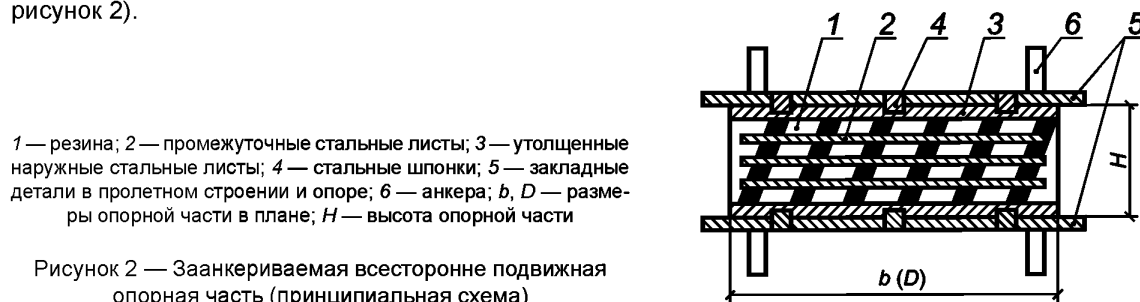 рисунок 2).
1 2 4 3 6 5
1 — резина; 2 — промежуточные стальные листы; 3 — утолщенные
наружные стальные листы; 4 — стальные шпонки; 5 — закладные
детали в пролетном строении и опоре; 6 — анкера; b, D — разме-
ры опорной части в плане; H — высота опорной части
H
Рисунок 2 — Заанкериваемая всесторонне подвижная
опорная часть (принципиальная схема)
b (D)